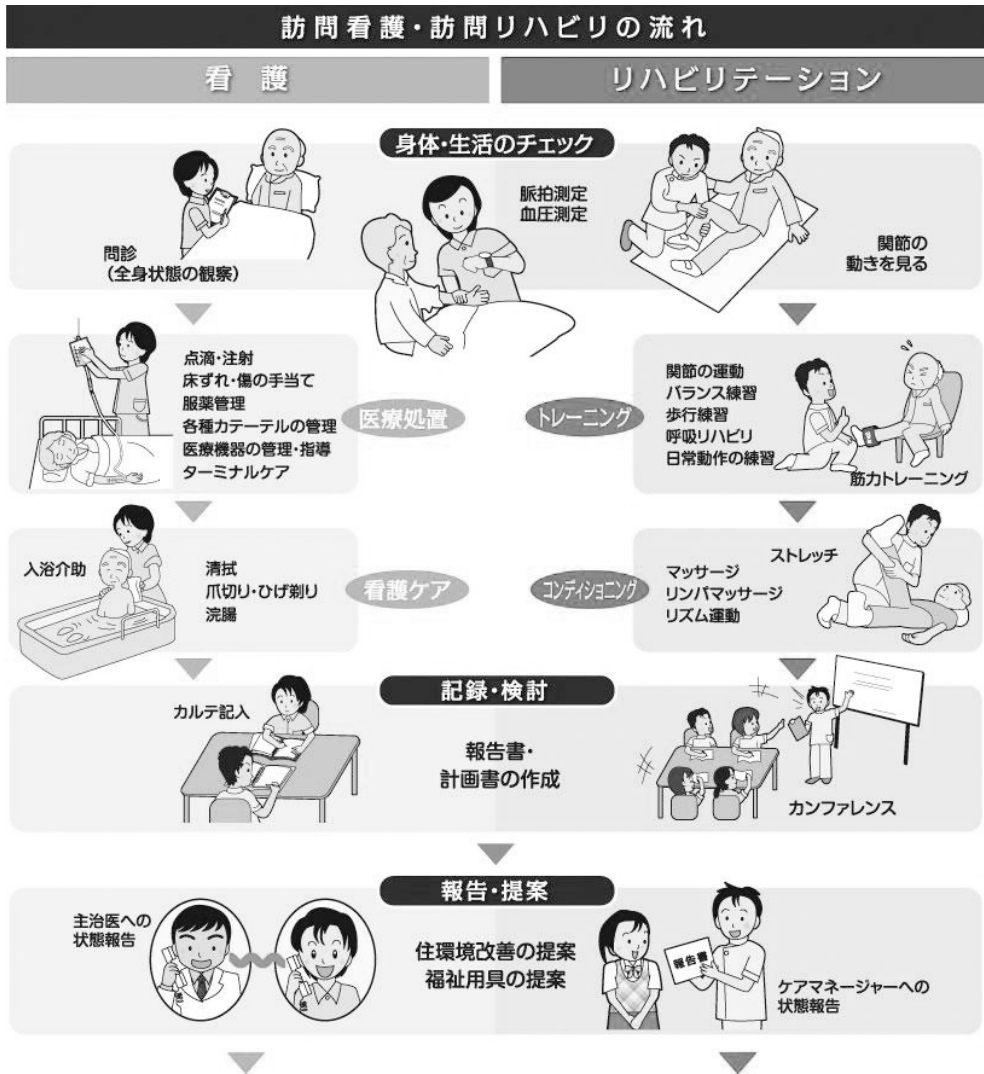 訪問看護・訪問リハビリの流れ
看護
リハビリテーション
身体・生活のチェック
問診
(全身状態の観察)
脈拍測定
血圧測定
関節の
動きを見る
点滴・注射
床ずれ・傷の手当て
服薬管理
各種カテーテルの管理
医療機器の管理・指導
ターミナルケア
医療処置
トレーニング
関節の運動
バランス練習
歩行練習
呼吸リハビリ
日常動作の練習
筋力トレーニング
入浴介助
清拭
爪切り・ひげ剃り
浣腸
看護ケア
コンディショニング
マッサージ
リンパマッサージ
リズム運動
ストレッチ
記録・検討
カルテ記入
報告書・
計画書の作成
カンファレンス
報告・提案
主治医への
状態報告
住環境改善の提案
福祉用具の提案
報告書
ケアマネージャーへの
状態報告